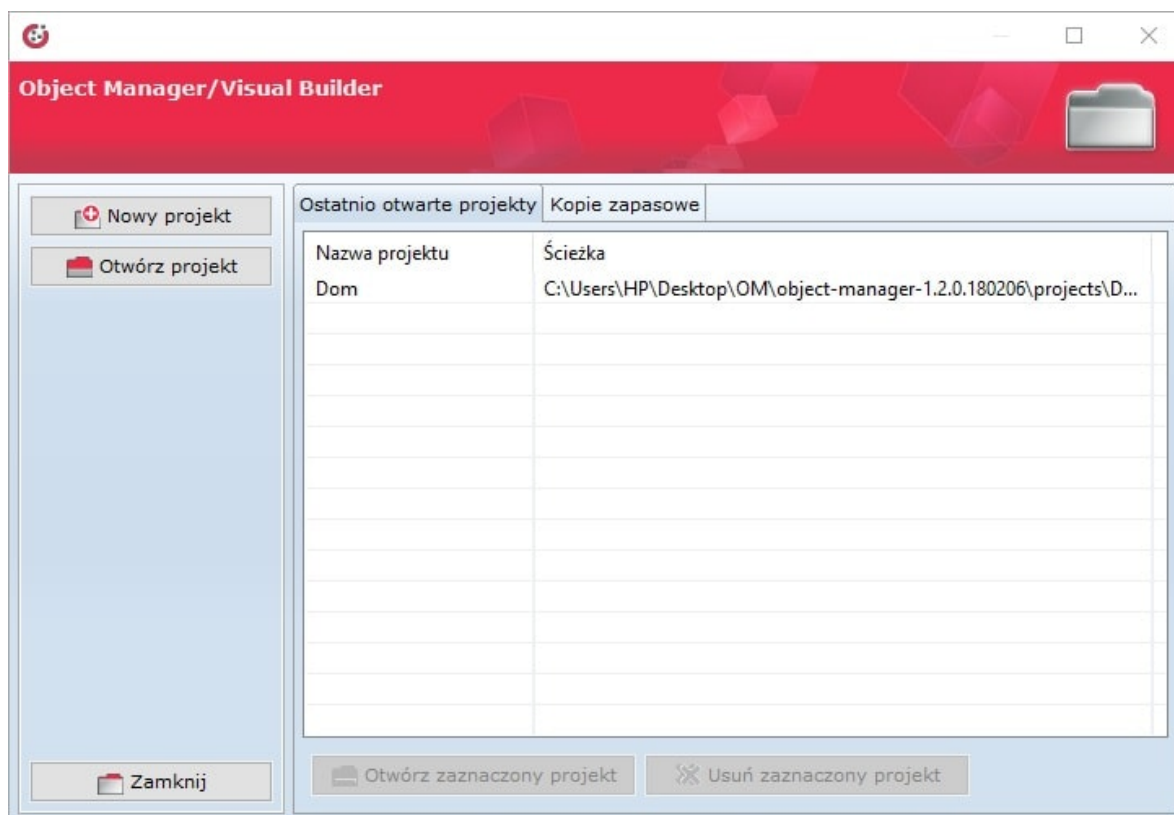 Object Manager/Visual Builder
Nowy projekt
Otwórz projekt
Ostatnio otwarte projekty Kopie zapasowe
Nazwa projektu Ścieżka
Dom C:\Users\HP\Desktop\OM\object-manager-1.2.0.180206\projects\D...
Zamknij
Otwórz zaznaczony projekt Usuń zaznaczony projekt